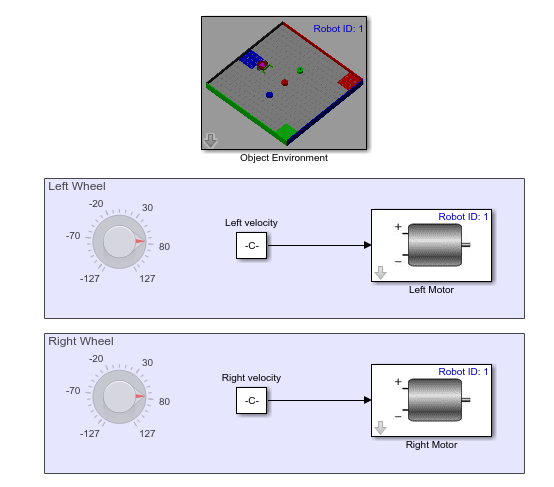 Robot ID: 1
Object Environment
Left Wheel
-20
30
-70
80
-127
127
Left velocity
-C-
Robot ID: 1
+
−
Left Motor
Right Wheel
-20
30
-70
80
-127
127
Right velocity
-C-
Robot ID: 1
+
−
Right Motor